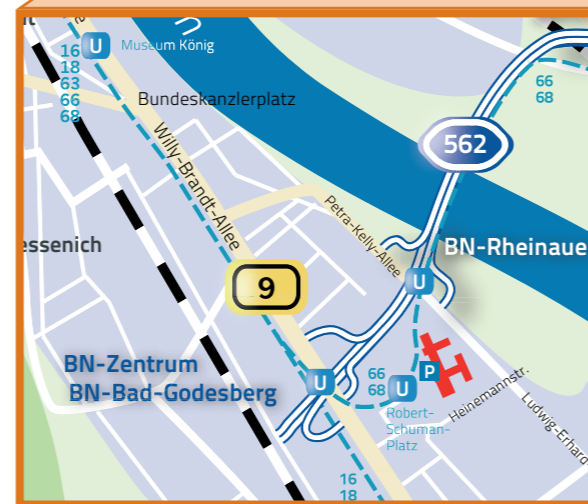 U
Museum König
16
18
63
66
68
Bundeskanzlerplatz
66
68
562
Willy-Brandt-Allee
Petra-Kelly-Allee
essenich
BN-Rheinaue
U
9
BN-Zentrum
BN-Bad-Godesberg
U
66
68
U
P
Robert-
Schuman-
Platz
Heinemannstr.
Ludwig-Erhard
16
18